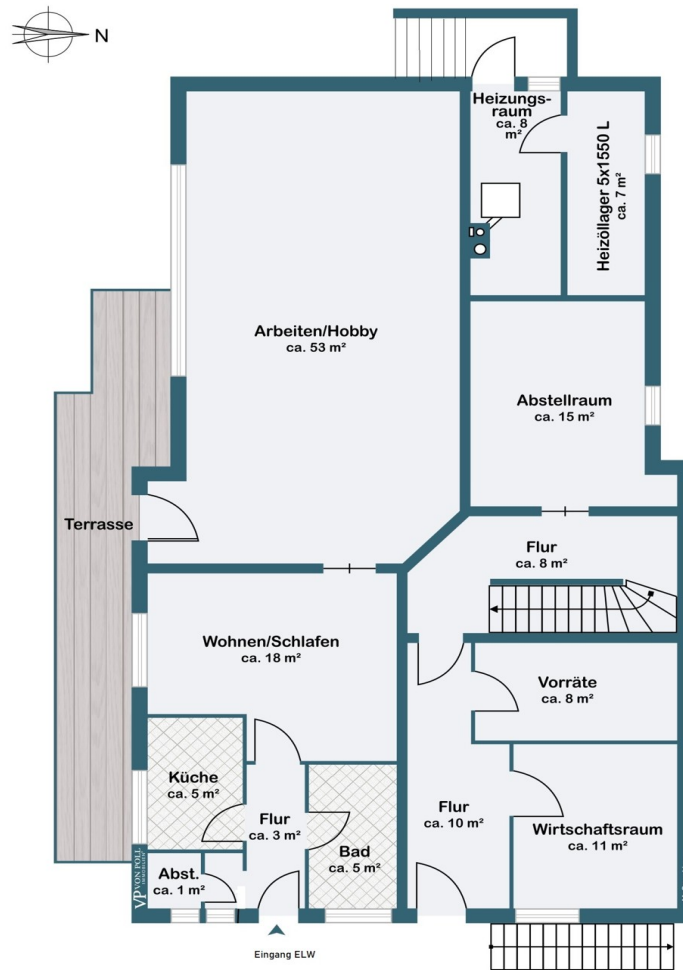 N
Heizungs-
raum
ca. 8
m²
Heizöllager 5x1550 L
ca. 7 m²
Arbeiten/Hobby
ca. 53 m²
Abstellraum
ca. 15 m²
Terrasse
Flur
ca. 8 m²
Wohnen/Schlafen
ca. 18 m²
Vorräte
ca. 8 m²
Küche
ca. 5 m²
Flur
ca. 3 m²
Flur
ca. 10 m²
Wirtschaftsraum
ca. 11 m²
Bad
ca. 5 m²
Abst.
ca. 1 m²
VP VON POLL
IMMOBILIEN
Eingang ELW